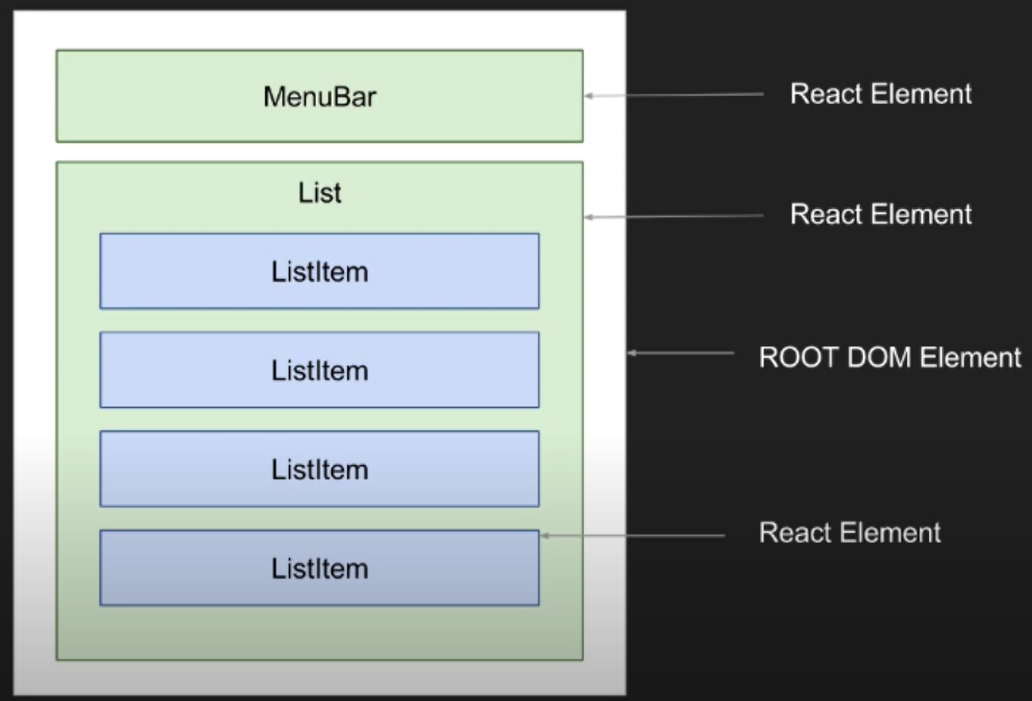 MenuBar
React Element
List
React Element
ListItem
ListItem
ROOT DOM Element
ListItem
React Element
ListItem